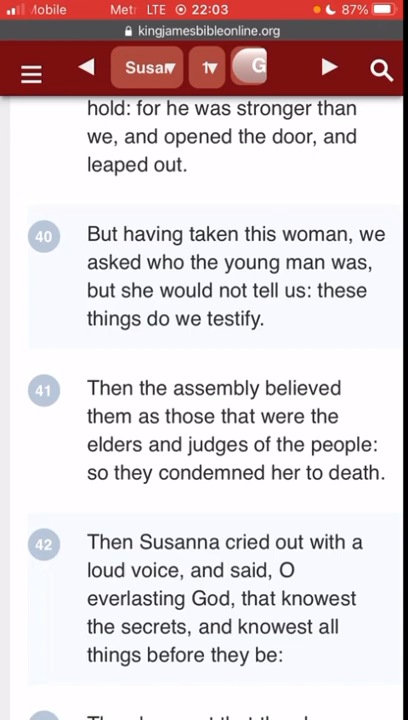 Mobile Met LTE 22:03 87%
kingjamesbibleonline.org
Susa 1 G
hold: for he was stronger than
we, and opened the door, and
leaped out.
40 But having taken this woman, we
asked who the young man was,
but she would not tell us: these
things do we testify.
41 Then the assembly believed
them as those that were the
elders and judges of the people:
so they condemned her to death.
42 Then Susanna cried out with a
loud voice, and said, O
everlasting God, that knowest
the secrets, and knowest all
things before they be: